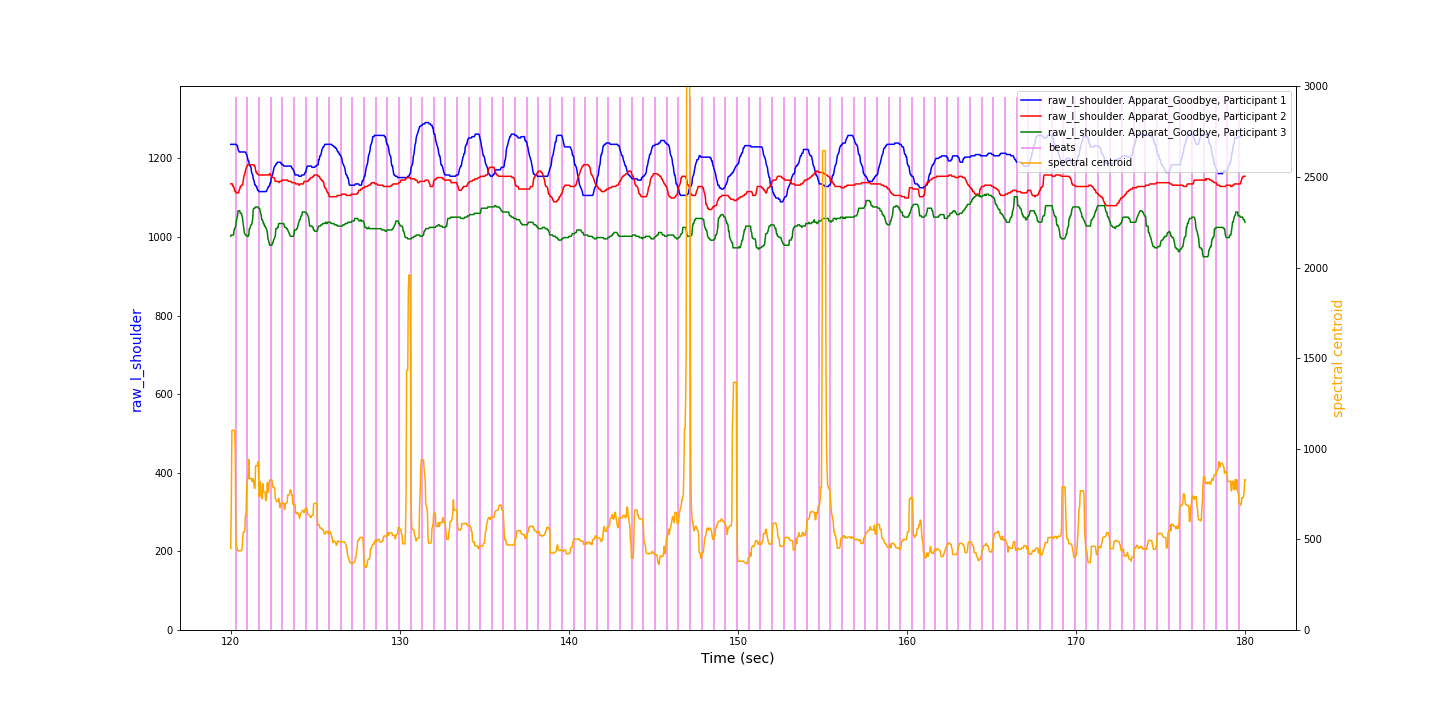 raw_l_shoulder. Apparat_Goodbye, Participant 1
raw_l_shoulder. Apparat_Goodbye, Participant 2
raw_l_shoulder. Apparat_Goodbye, Participant 3
beats
spectral centroid
raw_l_shoulder
1200
1000
800
600
400
200
0
3000
2500
2000
1500
1000
500
0
spectral centroid
120
130
140
150
160
170
180
Time (sec)